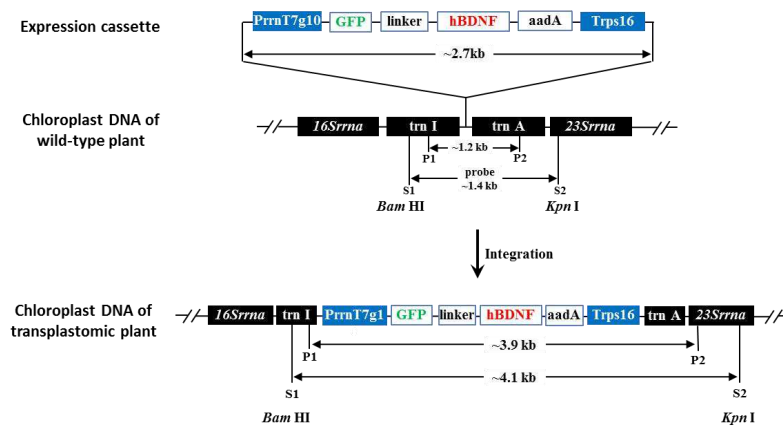 Expression cassette
PrrnT7g10 GFP linker hBDNF aadA Trps16
~2.7kb
Chloroplast DNA of
wild-type plant
16Srrna trn I trn A 23Srrna
~1.2 kb
P1 P2
probe
~1.4 kb
S1 S2
Bam HI Kpn I
Integration
Chloroplast DNA of
transplastomic plant
16Srrna trn I PrrnT7g1 GFP linker hBDNF aadA Trps16 trn A 23Srrna
~3.9 kb
P1 P2
~4.1 kb
S1 S2
Bam HI Kpn I